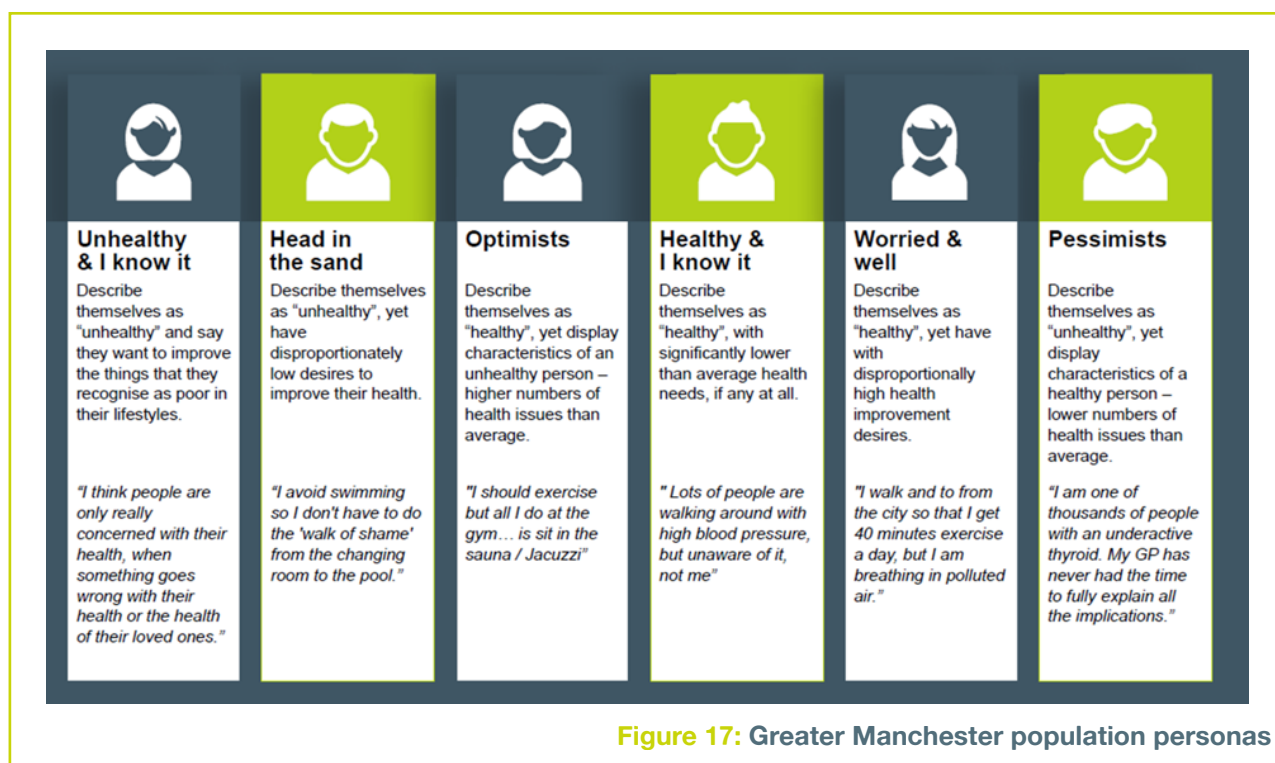 Unhealthy
& I know it
Describe
themselves as
“unhealthy” and say
they want to improve
the things that they
recognise as poor in
their lifestyles.
“I think people are
only really
concerned with their
health, when
something goes
wrong with their
health or the health
of their loved ones.”
Head in
the sand
Describe themselves
as “unhealthy”, yet
have
disproportionately
low desires to
improve their health.
“I avoid swimming
so I don't have to do
the 'walk of shame'
from the changing
room to the pool.”
Optimists
Describe
themselves as
“healthy”, yet display
characteristics of an
unhealthy person –
higher numbers of
health issues than
average.
"I should exercise
but all I do at the
gym… is sit in the
sauna / Jacuzzi”
Healthy &
I know it
Describe
themselves as
“healthy”, with
significantly lower
than average health
needs, if any at all.
" Lots of people are
walking around with
high blood pressure,
but unaware of it,
not me”
Worried &
well
Describe
themselves as
“healthy”, yet have
with
disproportionally
high health
improvement
desires.
"I walk and to from
the city so that I get
40 minutes exercise
a day, but I am
breathing in polluted
air.”
Pessimists
Describe
themselves as
“unhealthy”, yet
display
characteristics of a
healthy person –
lower numbers of
health issues than
average.
“I am one of
thousands of people
with an underactive
thyroid. My GP has
never had the time
to fully explain all
the implications.”
Figure 17: Greater Manchester population personas